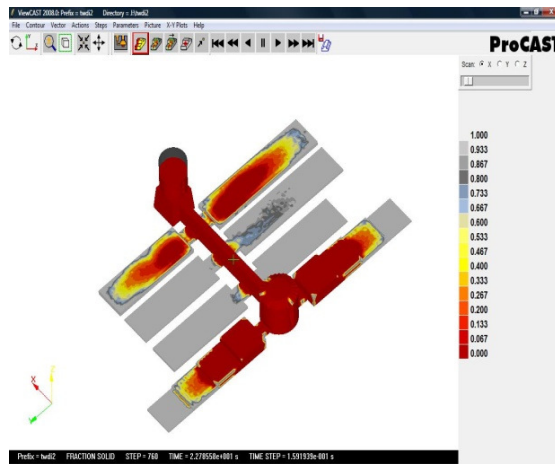 ViewCAST 2008.0: Prefix = twdi2 Directory = J:\twdi2
File Contour Vector Actions Steps Parameters Picture X-Y Plots Help
ProCAST
Scan: X Y Z
1.000
0.933
0.867
0.800
0.733
0.667
0.600
0.533
0.467
0.400
0.333
0.267
0.200
0.133
0.067
0.000
X
Y
Prefix = twdi2 FRACTION SOLID STEP = 760 TIME = 2.278558e+001 s TIME STEP = 1.591939e-001 s